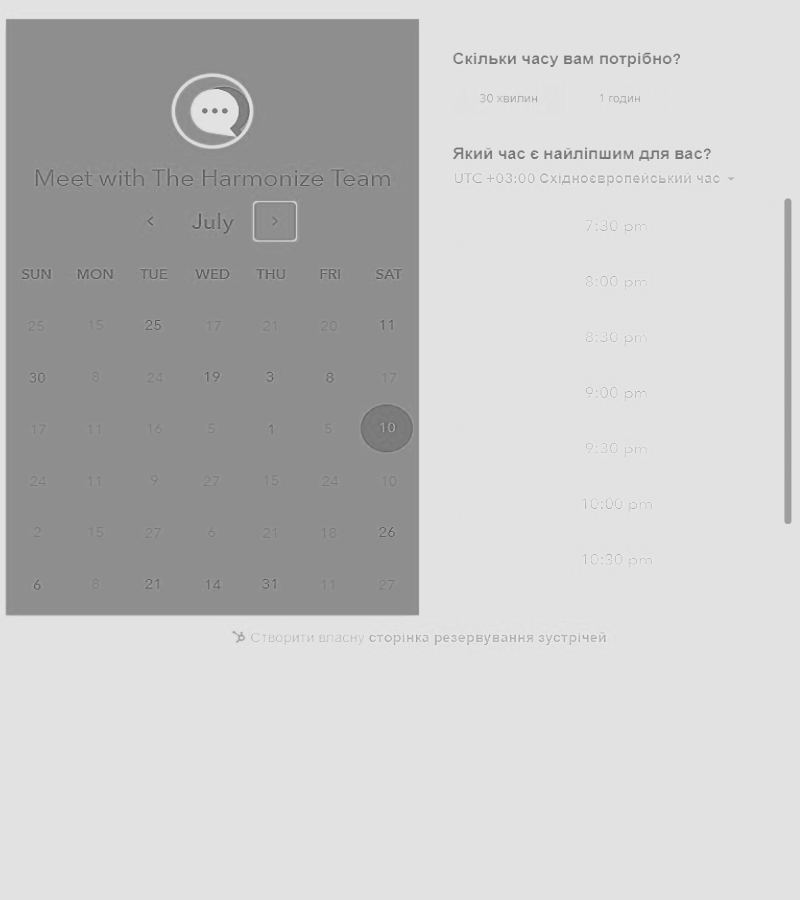 Meet with The Harmonize Team
July
SUN MON TUE WED THU FRI SAT
25 15 25 17 21 20 11
30 8 24 19 3 8 17
17 11 16 5 1 5 10
24 11 9 27 15 24 10
2 15 27 6 21 18 26
6 8 21 14 31 11 27
Скільки часу вам потрібно?
30 хвилин 1 годин
Який час є найліпшим для вас?
UTC +03:00 Східноєвропейський час
7:30 pm
8:00 pm
8:30 pm
9:00 pm
9:30 pm
10:00 pm
10:30 pm
Створити власну сторінка резервування зустрічей